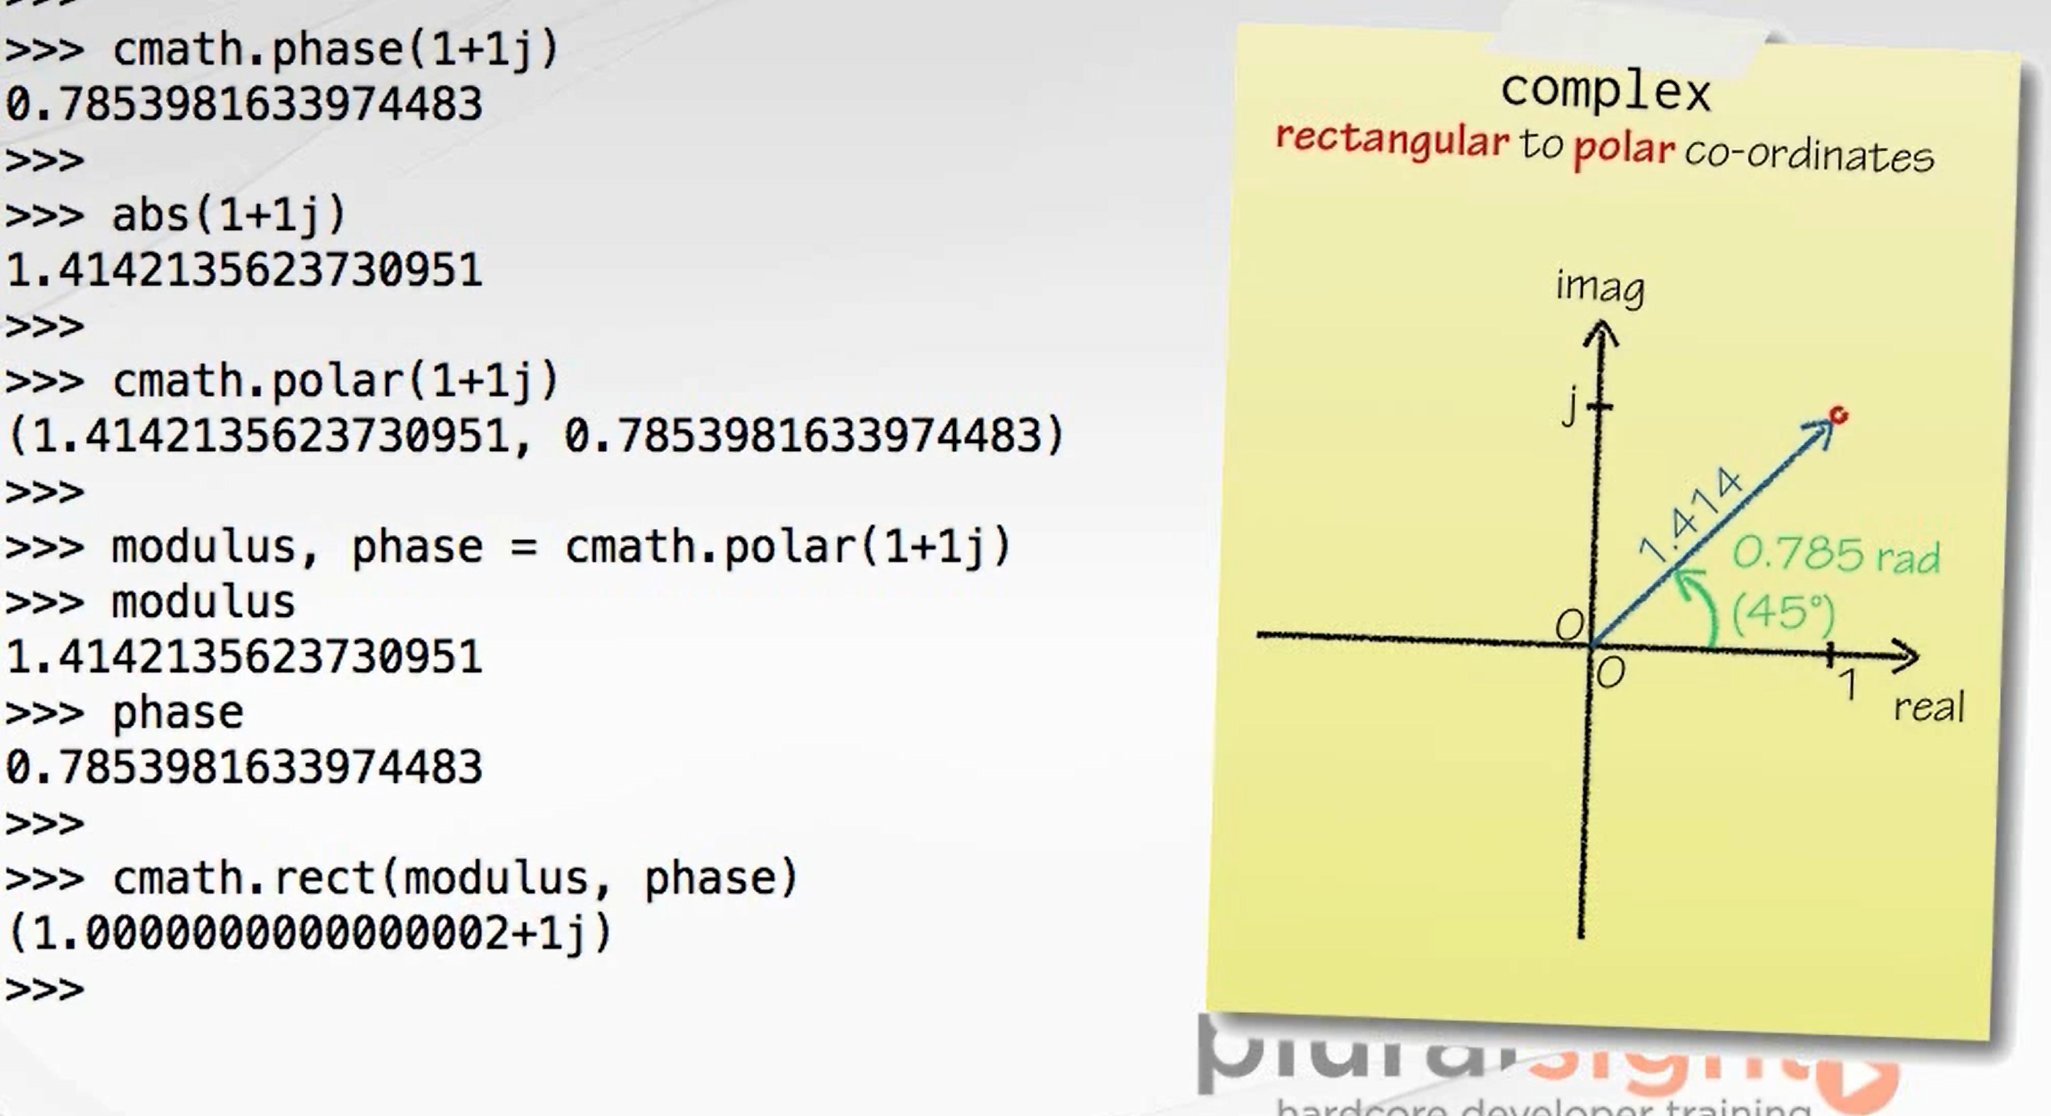 >>>
>>> cmath.phase(1+1j)
0.7853981633974483
>>>
>>> abs(1+1j)
1.4142135623730951
>>>
>>> cmath.polar(1+1j)
(1.4142135623730951, 0.7853981633974483)
>>>
>>> modulus, phase = cmath.polar(1+1j)
>>> modulus
1.4142135623730951
>>> phase
0.7853981633974483
>>>
>>> cmath.rect(modulus, phase)
(1.0000000000000002+1j)
>>>
complex
rectangular to polar co-ordinates
imag
j
1.414
0.785 rad
(45°)
0
0
1
real
pluralsight
hardcore developer training